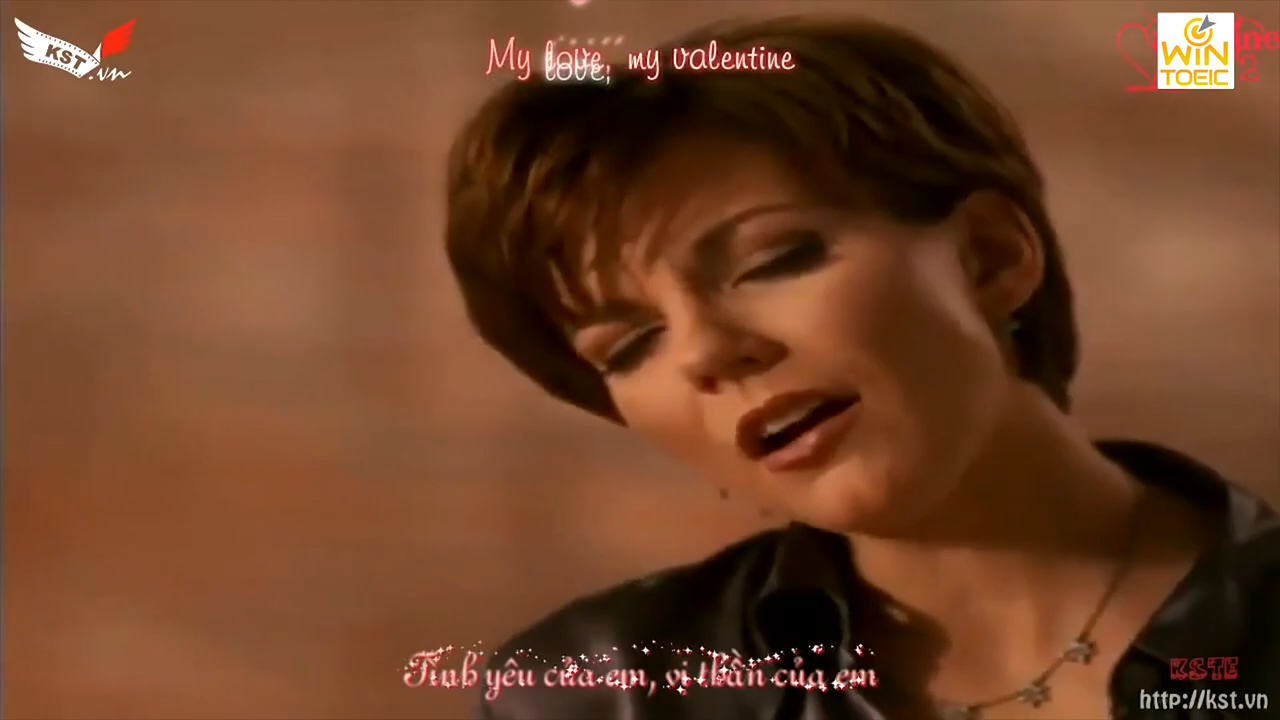 KST.vn
My love, my valentine
WIN
TOEIC
2
Tình yêu của em, vị thần của em
KSTE
http://kst.vn